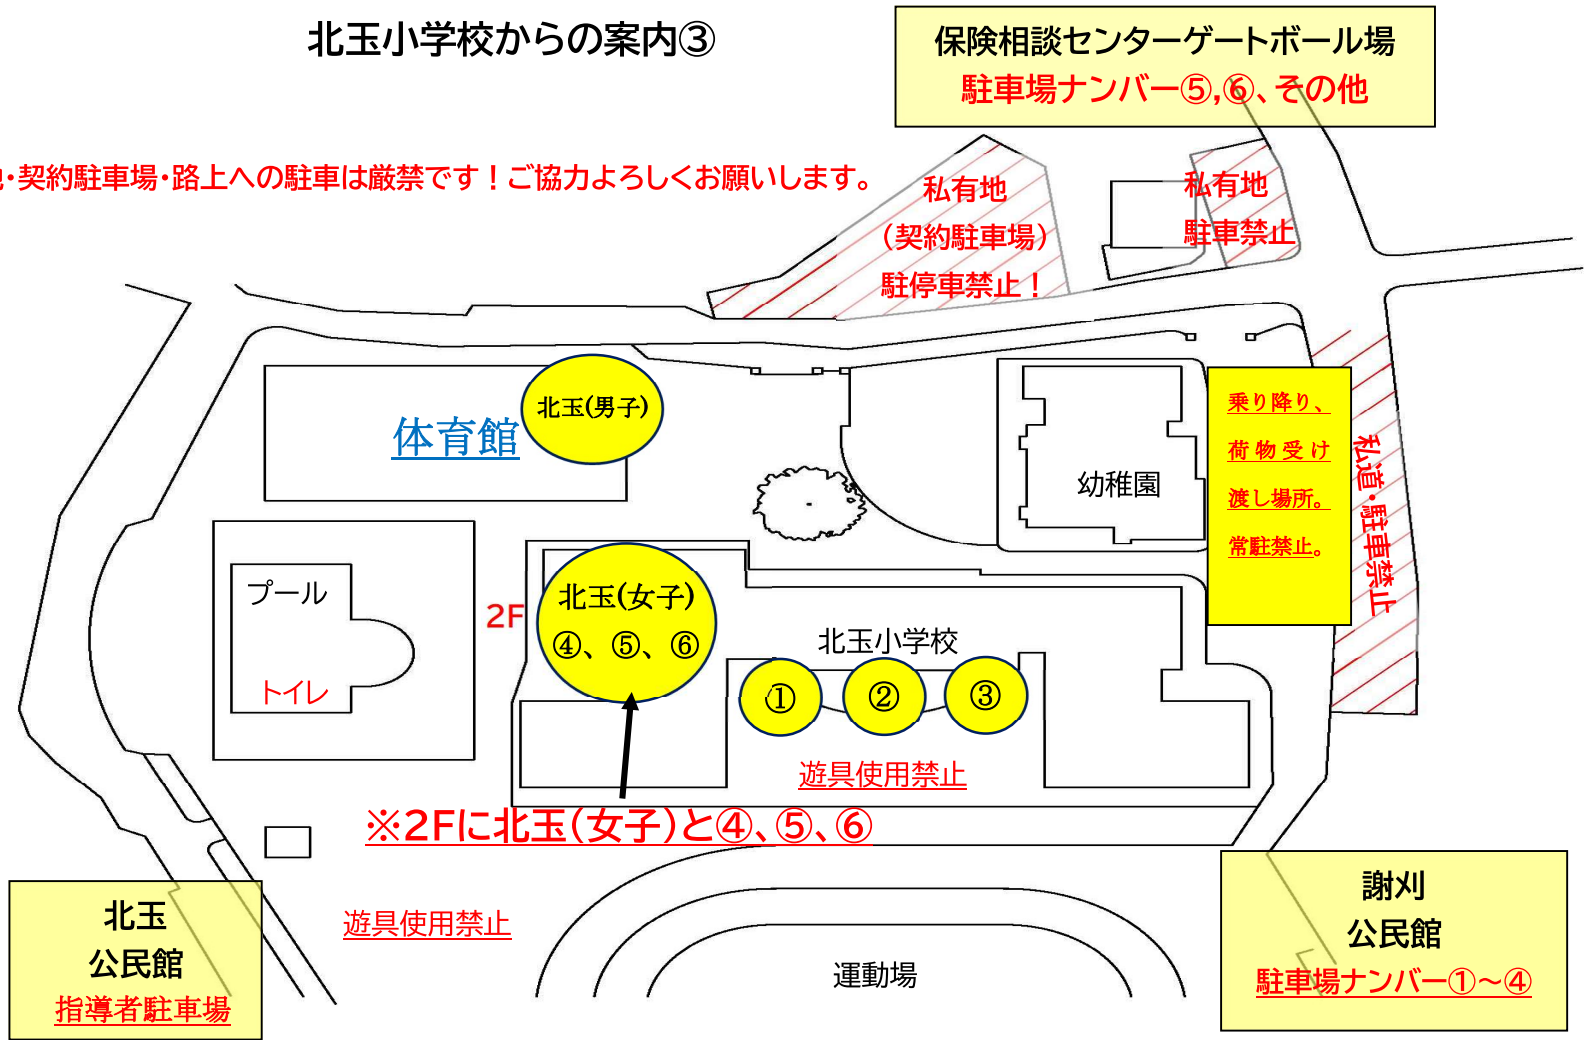 北玉小学校からの案内③
保険相談センターゲートボール場
駐車場ナンバー⑤,⑥、その他
・契約駐車場・路上への駐車は厳禁です！ご協力よろしくお願いします。
私有地
（契約駐車場）
駐停車禁止！
私有地
駐車禁止
北玉(男子)
体育館
幼稚園
乗り降り、
荷物受け
渡し場所。
常駐禁止。
私道・駐車禁止
プール
トイレ
2F
北玉(女子)
④、⑤、⑥
北玉小学校
①
②
③
遊具使用禁止
※2Fに北玉（女子）と④、⑤、⑥
遊具使用禁止
運動場
北玉
公民館
指導者駐車場
謝刈
公民館
駐車場ナンバー①～④